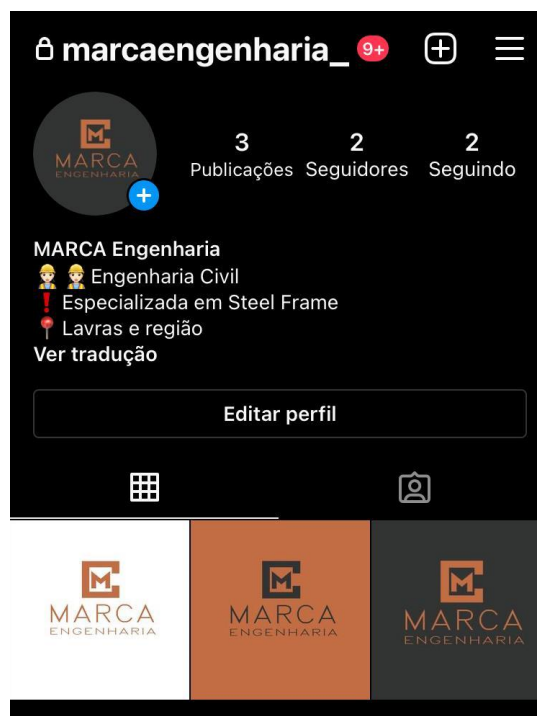 marcaengenharia_ 9+
MARCA
ENGENHARIA
3 2 2
Publicações Seguidores Seguindo
MARCA Engenharia
Engenharia Civil
Especializada em Steel Frame
Lavras e região
Ver tradução
Editar perfil
MARCA
ENGENHARIA
MARCA
ENGENHARIA
MARCA
ENGENHARIA